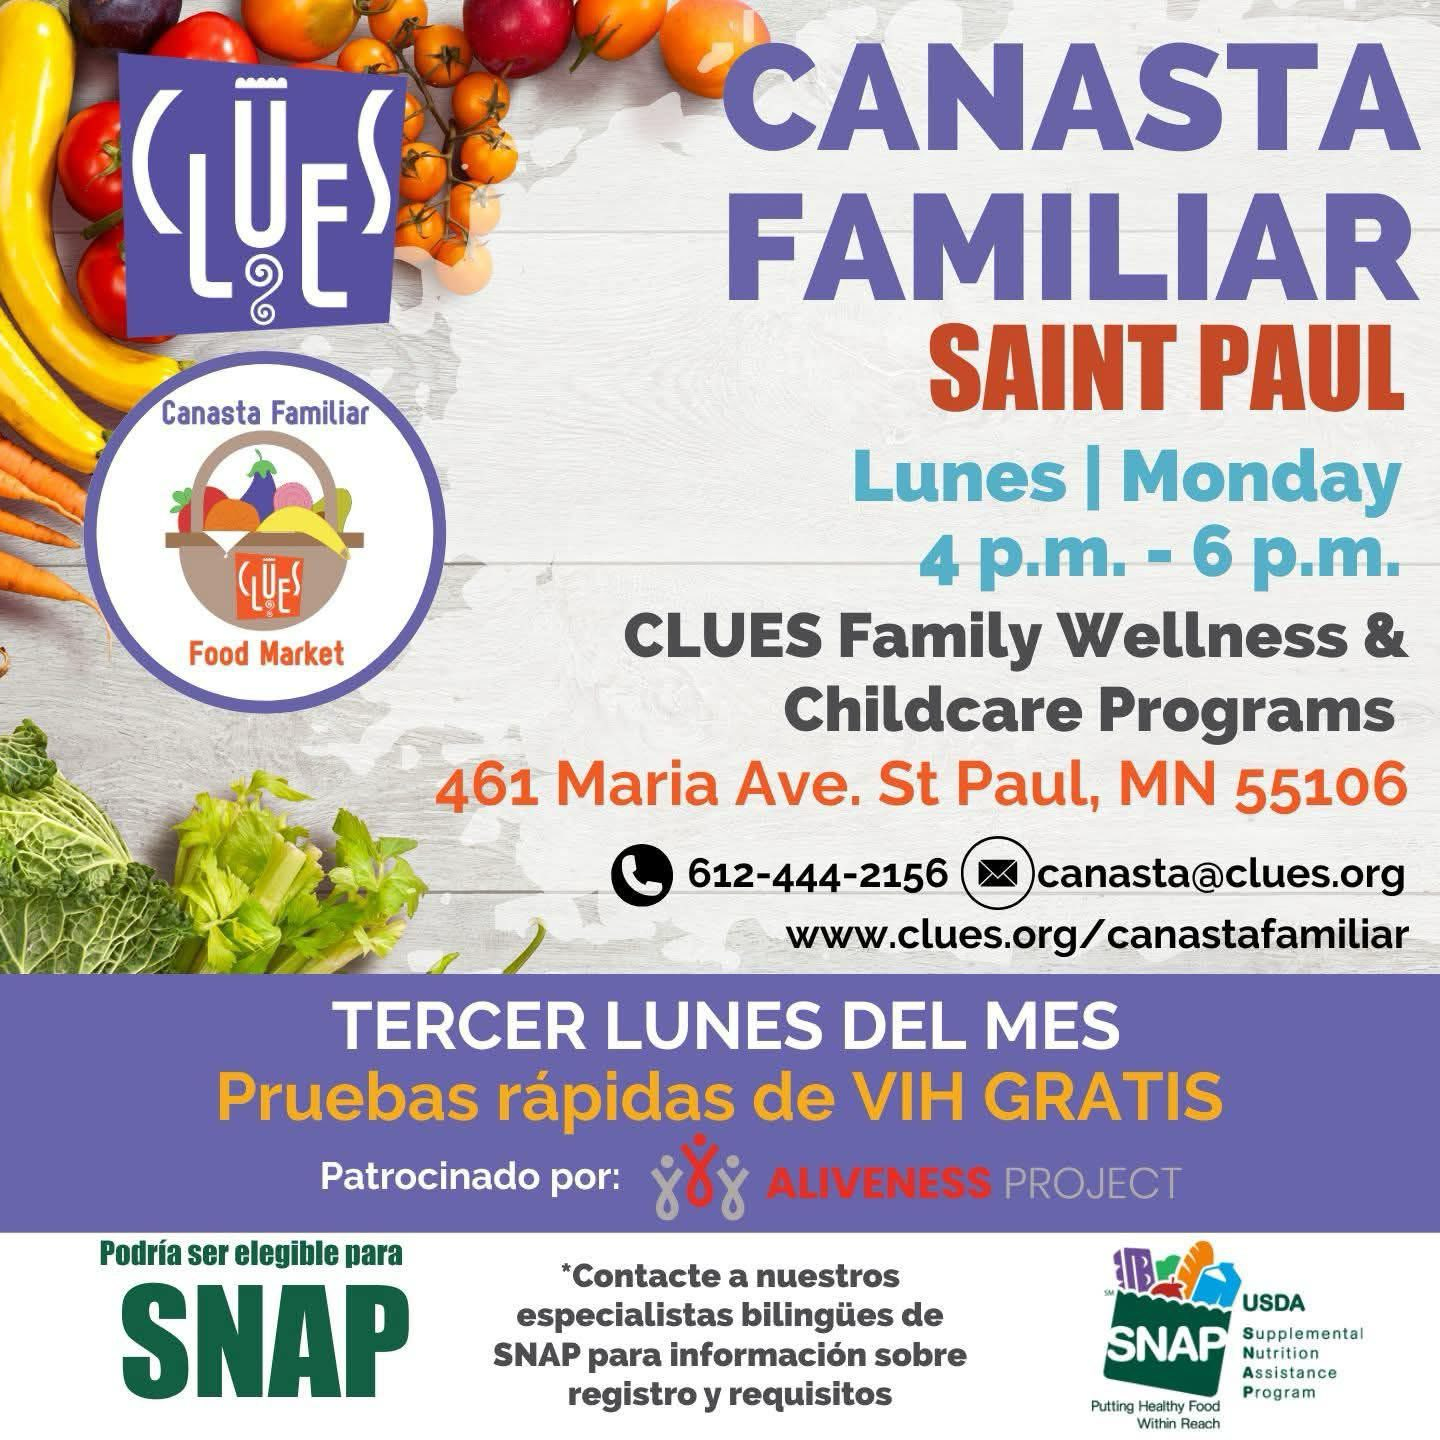 CLUES
CANASTA
FAMILIAR
SAINT PAUL
Lunes | Monday
4 p.m. - 6 p.m.
Canasta Familiar
CLUES
Food Market
CLUES Family Wellness &
Childcare Programs
461 Maria Ave. St Paul, MN 55106
612-444-2156 canasta@clues.org
www.clues.org/canastafamiliar
TERCER LUNES DEL MES
Pruebas rápidas de VIH GRATIS
Patrocinado por: ALIVENESS PROJECT
Podría ser elegible para
SNAP
*Contacte a nuestros
especialistas bilingües de
SNAP para información sobre
registro y requisitos
SM
SNAP
Putting Healthy Food
Within Reach
USDA
Supplemental
Nutrition
Assistance
Program